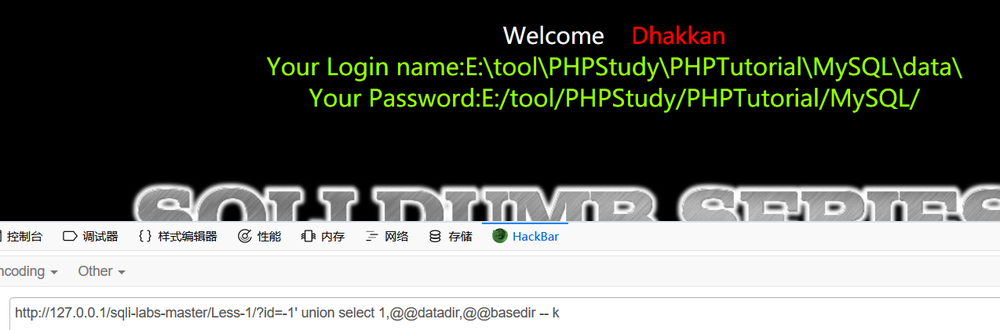 Welcome Dhakkan
Your Login name:E:\tool\PHPStudy\PHPTutorial\MySQL\data\
Your Password:E:/tool/PHPStudy/PHPTutorial/MySQL/
SQLI DUMB SERIES
控制台 调试器 { } 样式编辑器 性能 内存 网络 存储 HackBar
ncoding Other
http://127.0.0.1/sqli-labs-master/Less-1/?id=-1' union select 1,@@datadir,@@basedir -- k